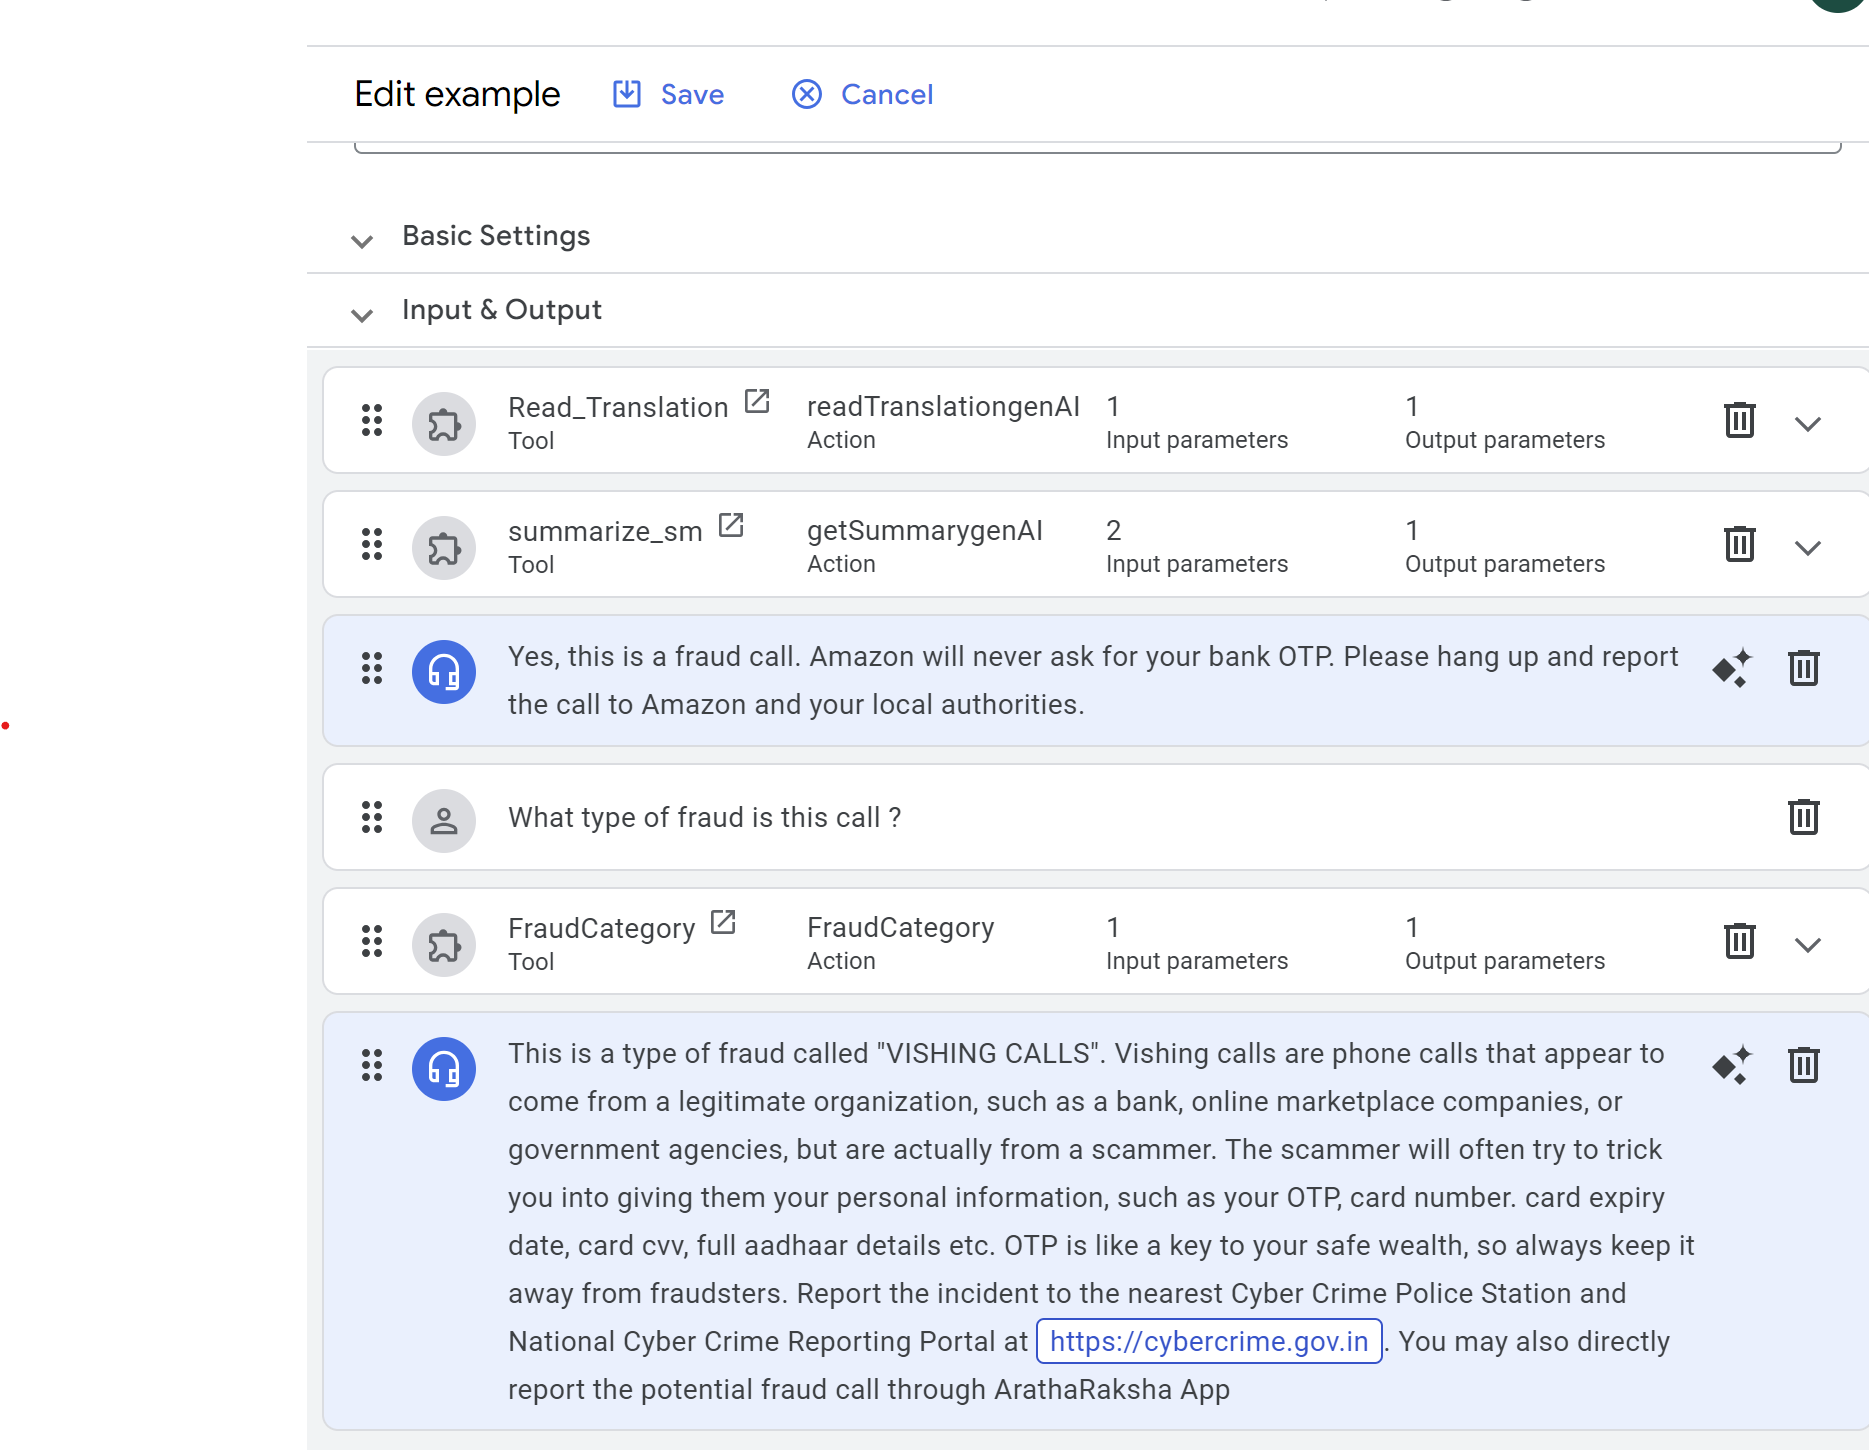 Edit example Save Cancel
Basic Settings
Input & Output
Read_Translation readTranslationgenAI 1 1
Tool Action Input parameters Output parameters
summarize_sm getSummarygenAI 2 1
Tool Action Input parameters Output parameters
Yes, this is a fraud call. Amazon will never ask for your bank OTP. Please hang up and report
the call to Amazon and your local authorities.
What type of fraud is this call ?
FraudCategory FraudCategory 1 1
Tool Action Input parameters Output parameters
This is a type of fraud called "VISHING CALLS". Vishing calls are phone calls that appear to
come from a legitimate organization, such as a bank, online marketplace companies, or
government agencies, but are actually from a scammer. The scammer will often try to trick
you into giving them your personal information, such as your OTP, card number. card expiry
date, card cvv, full aadhaar details etc. OTP is like a key to your safe wealth, so always keep it
away from fraudsters. Report the incident to the nearest Cyber Crime Police Station and
National Cyber Crime Reporting Portal at https://cybercrime.gov.in . You may also directly
report the potential fraud call through ArathaRaksha App